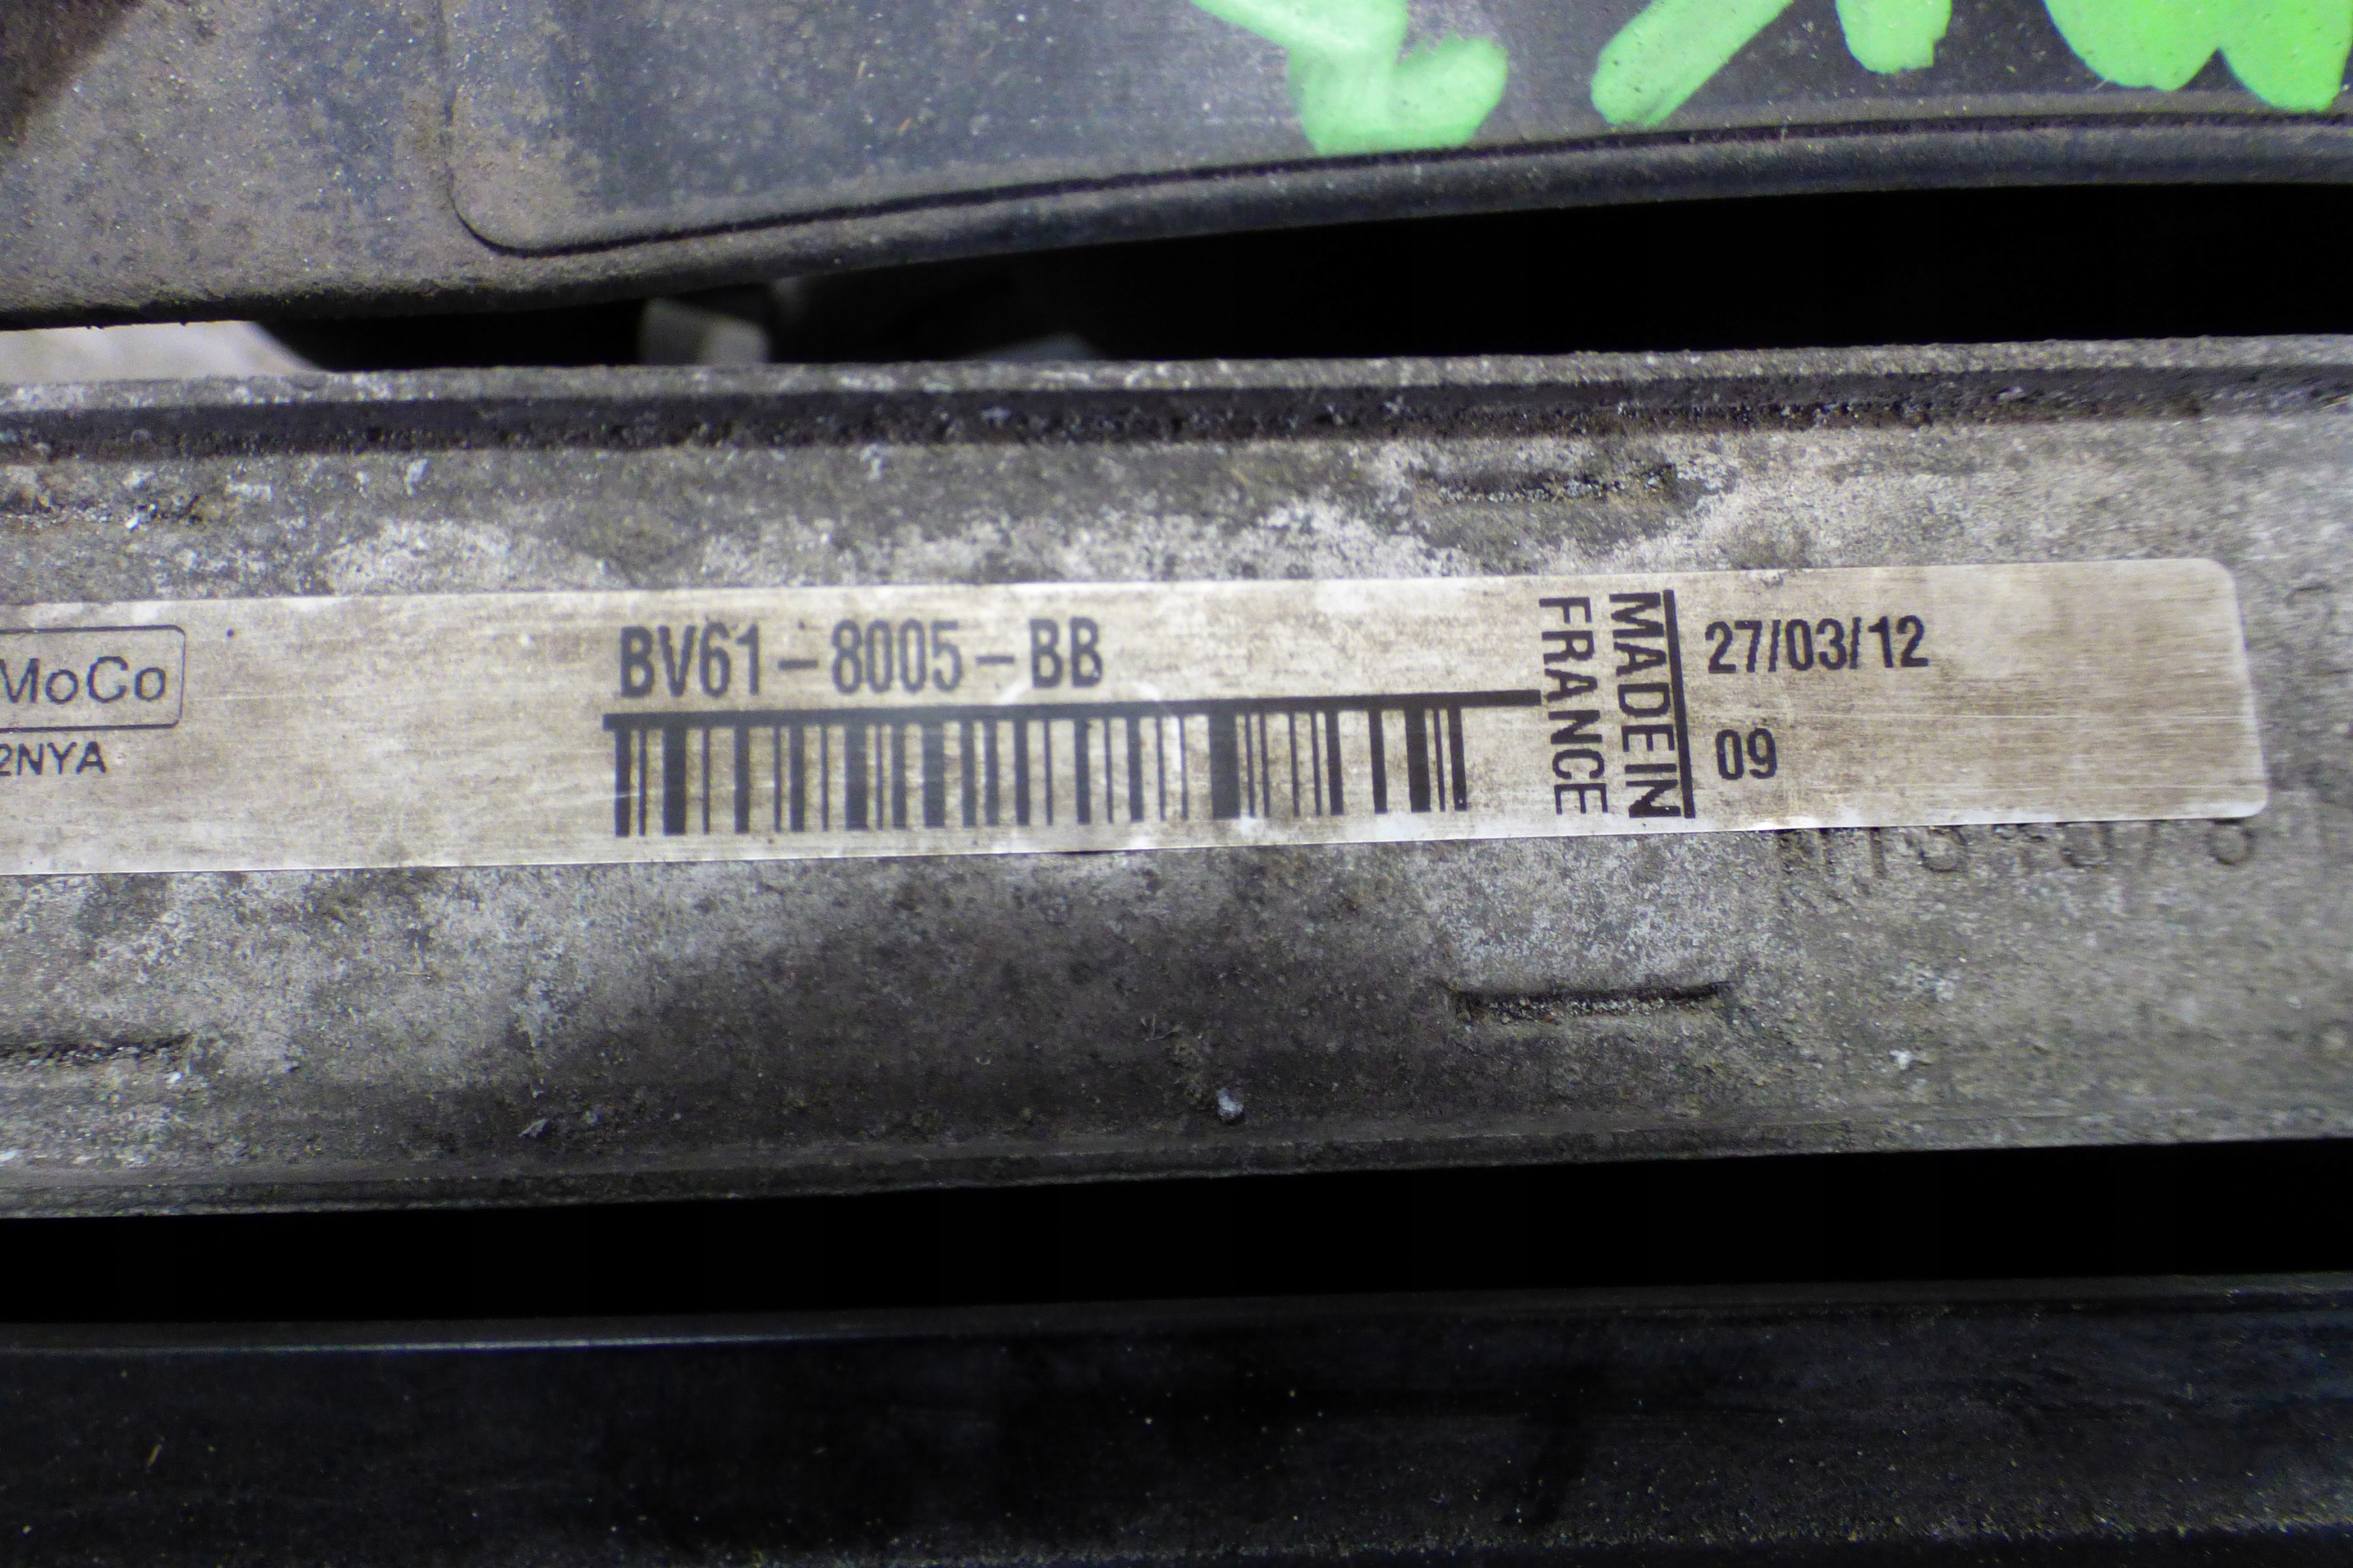 MoCo
2NYA
BV61-8005-BB
MADE IN
FRANCE
27/03/12
09